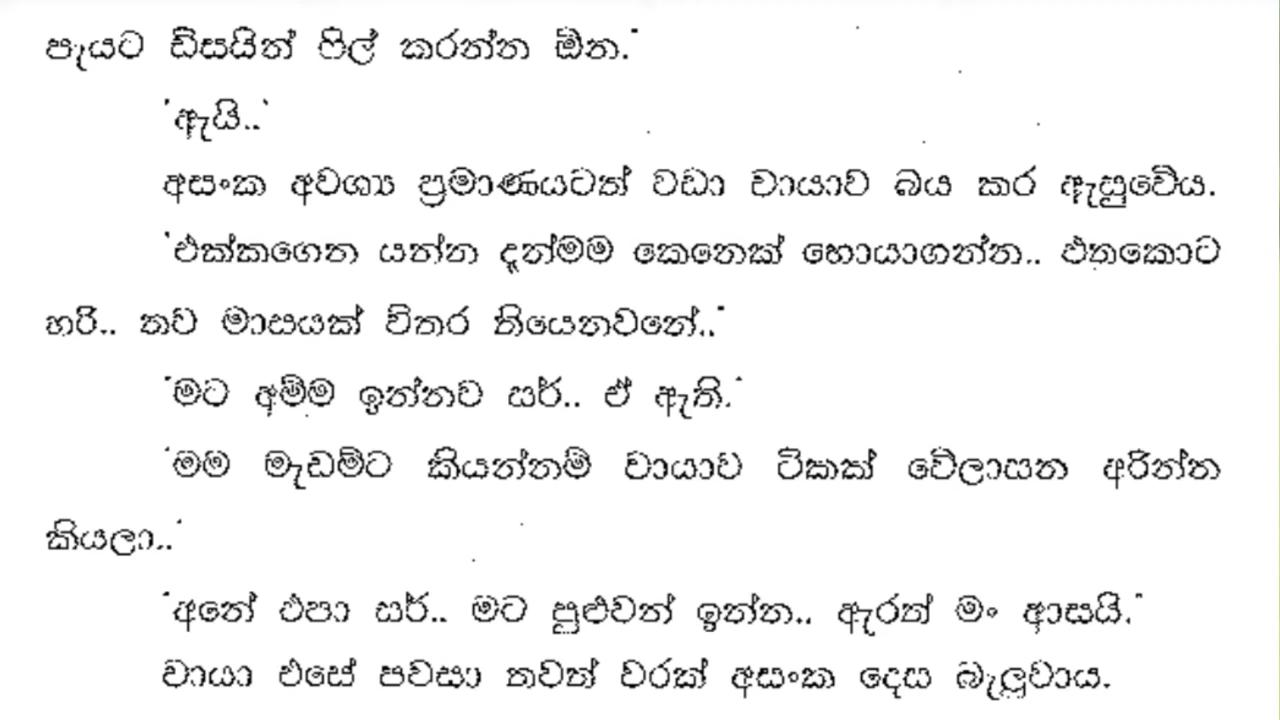 පැයට ඩිසයින් ෆිල් කරන්න ඕන.'
'ඇයි..'
අසංක අවශ්‍ය ප්‍රමාණයටත් වඩා චායාව බය කර ඇසුවේය.
'එක්කගෙන යන්න දැන්මම කෙනෙක් හොයාගන්න.. එතකොට
හරි.. තව මාසයක් විතර තියෙනවනේ..'
'මට අම්ම ඉන්නව සර්.. ඒ ඇති.'
'මම මැඩම්ට කියන්නම් චායාව ටිකක් වේලාසන අරින්න
කියලා..'
'අනේ එපා සර්.. මට පුළුවන් ඉන්න.. ඇරත් මං ආසයි.'
චායා එසේ පවසා තවත් වරක් අසංක දෙස බැලුවාය.